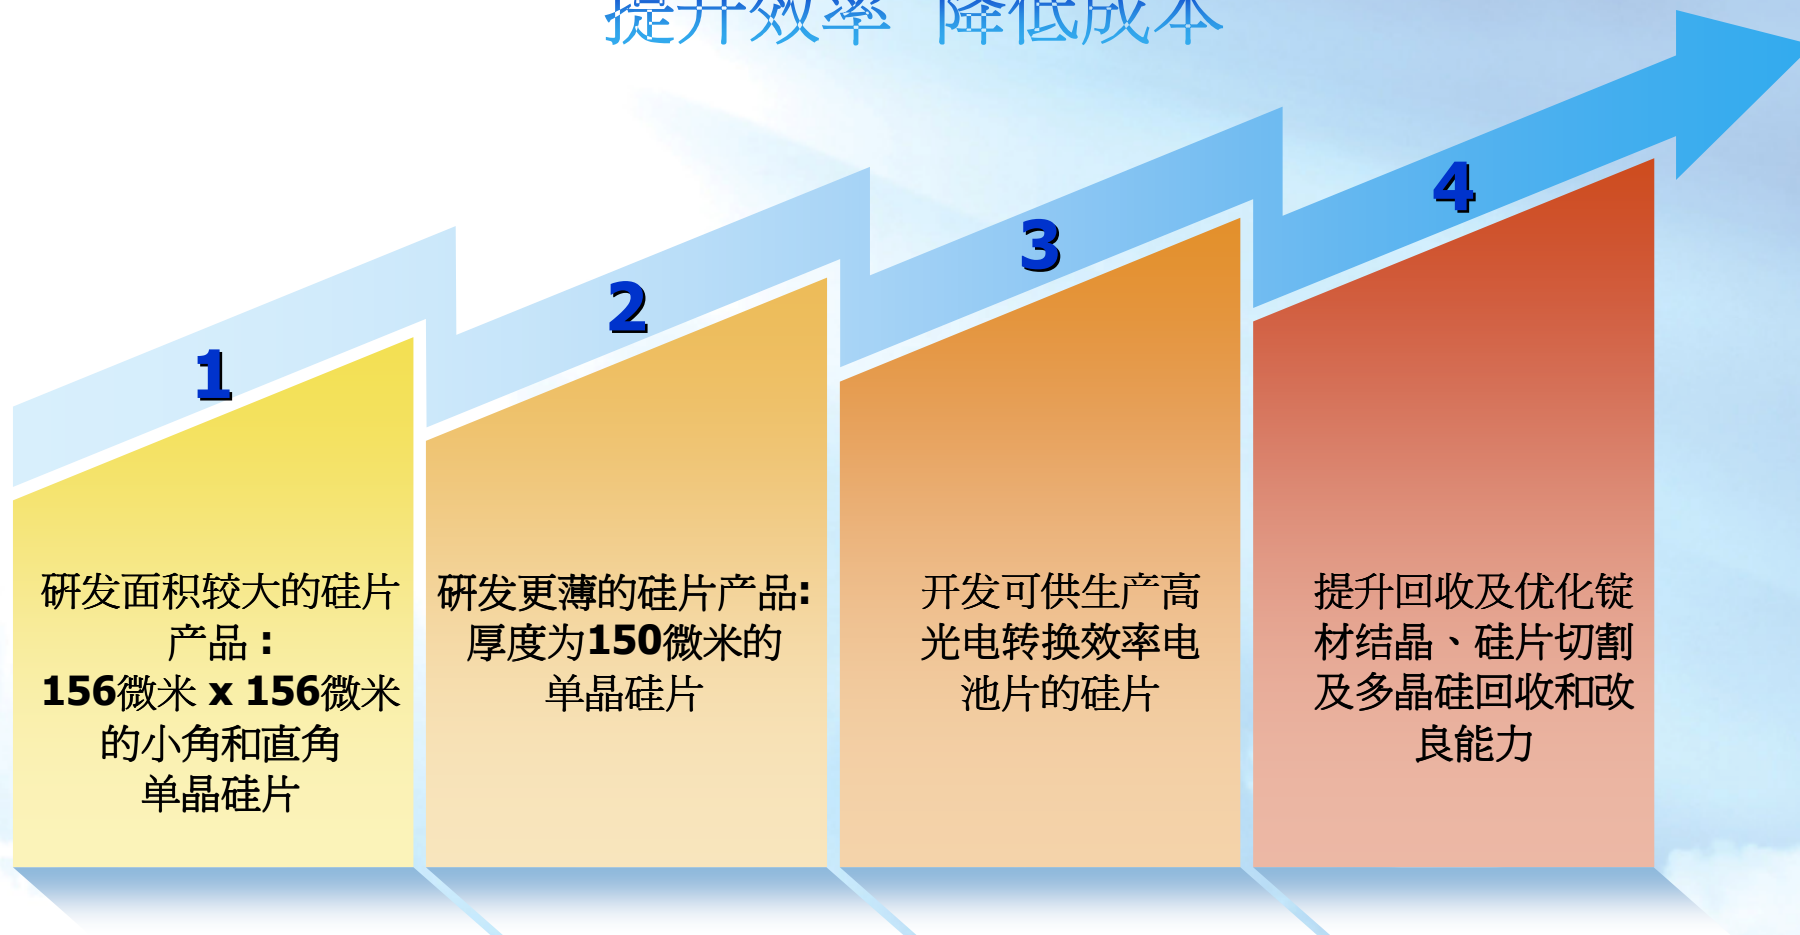 提升效率 降低成本
1
研发面积较大的硅片
产品：
156微米 x 156微米
的小角和直角
单晶硅片
2
研发更薄的硅片产品:
厚度为150微米的
单晶硅片
3
开发可供生产高
光电转换效率电
池片的硅片
4
提升回收及优化锭
材结晶、硅片切割
及多晶硅回收和改
良能力